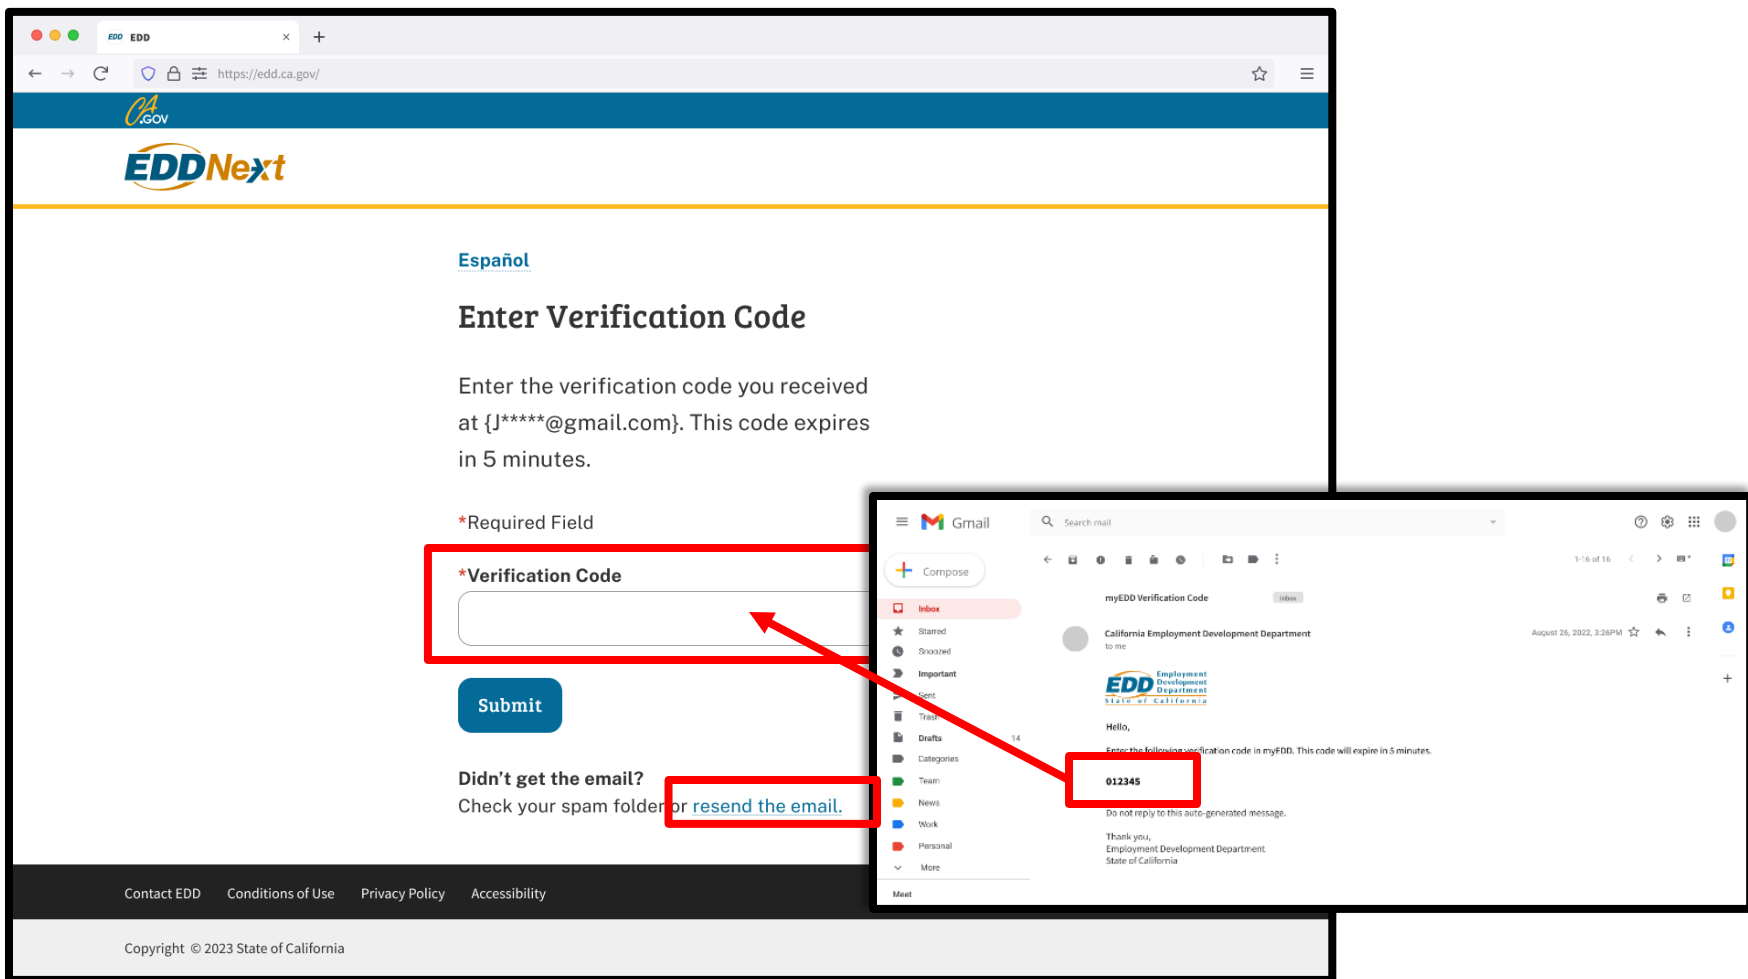 EDD EDD
https://edd.ca.gov/
CA.GOV
EDDNext
Español
Enter Verification Code
Enter the verification code you received
at {J*****@gmail.com}. This code expires
in 5 minutes.
*Required Field
*Verification Code
Submit
Didn't get the email?
Check your spam folder or resend the email.
Contact EDD Conditions of Use Privacy Policy Accessibility
Copyright © 2023 State of California
Gmail
Search mail
Compose
1-16 of 16
Inbox
Starred
Snoozed
Important
Sent
Trash
Drafts 14
Categories
Team
News
Work
Personal
More
Meet
myEDD Verification Code Inbox
California Employment Development Department
to me
August 26, 2022, 3:26PM
EDD Employment
Development
Department
State of California
Hello,
Enter the following verification code in myEDD. This code will expire in 5 minutes.
012345
Do not reply to this auto-generated message.
Thank you,
Employment Development Department
State of California